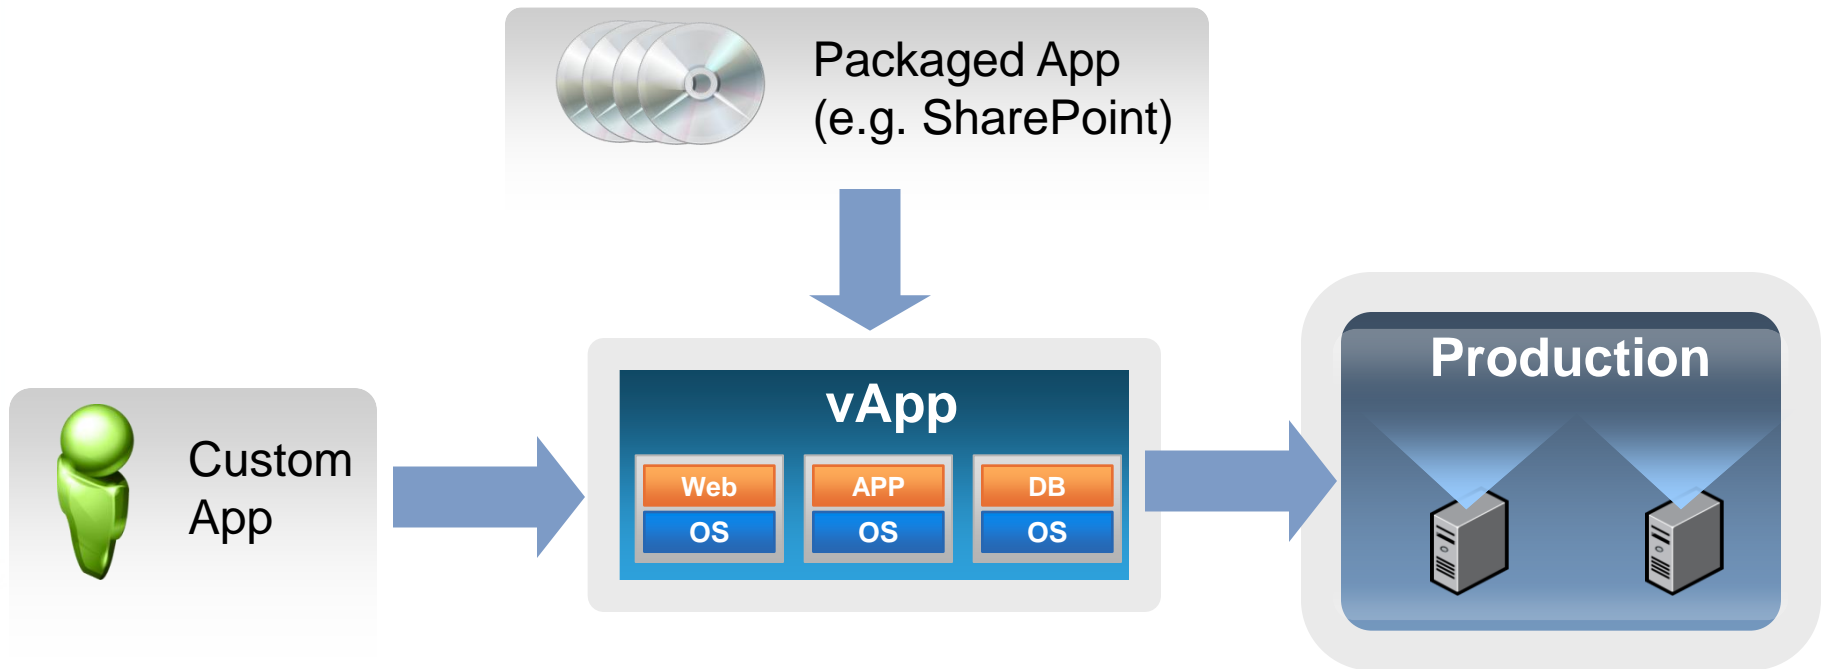 Packaged App
(e.g. SharePoint)
Custom
App
vApp
Web
OS
APP
OS
DB
OS
Production